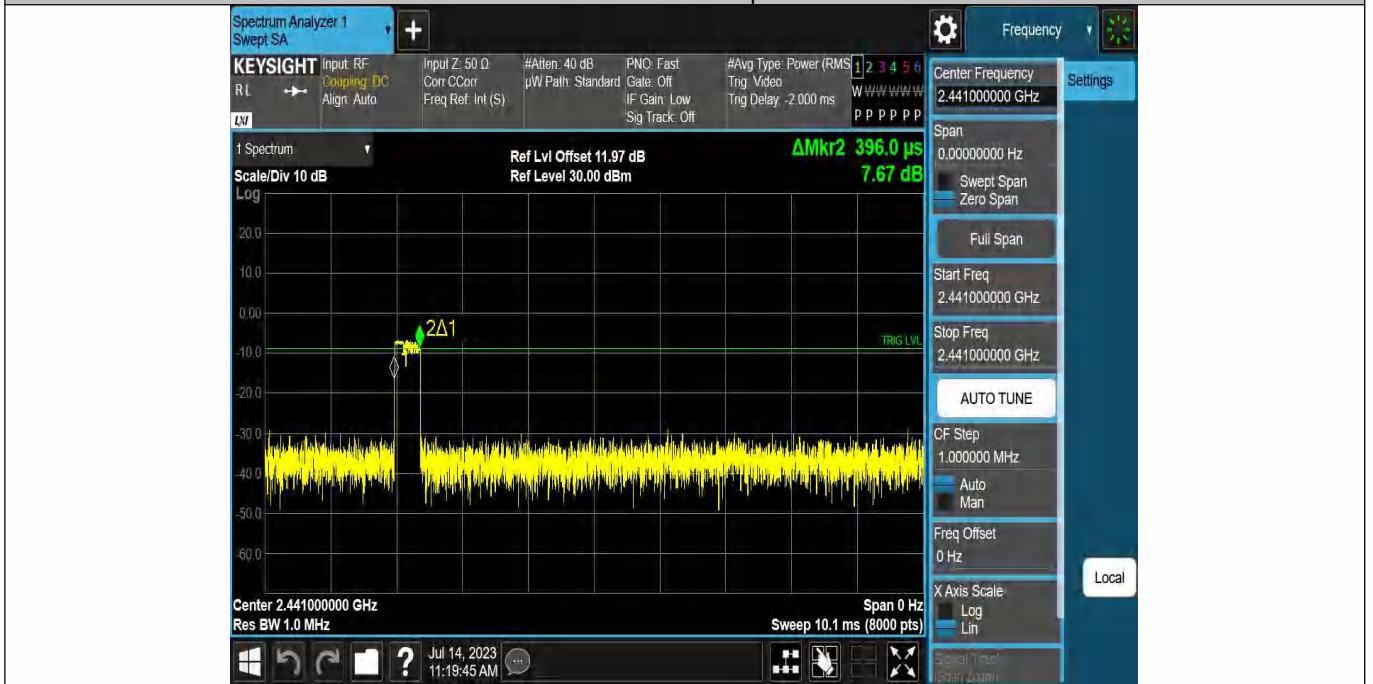 Spectrum Analyzer 1
Swept SA
+
Frequency
KEYSIGHT
R L
LXI
Input: RF
Coupling: DC
Align: Auto
Input Z: 50 Ω
Corr CCorr
Freq Ref: Int (S)
#Atten: 40 dB
µW Path: Standard
PNO: Fast
Gate: Off
IF Gain: Low
Sig Track: Off
#Avg Type: Power (RMS
Trig: Video
Trig Delay: -2.000 ms
1 2 3 4 5 6
W W W W W W
P P P P P P
Center Frequency
2.441000000 GHz
Settings
1 Spectrum
Scale/Div 10 dB
Log
Ref Lvl Offset 11.97 dB
Ref Level 30.00 dBm
ΔMkr2 396.0 µs
7.67 dB
Span
0.00000000 Hz
Swept Span
Zero Span
Full Span
Start Freq
2.441000000 GHz
Stop Freq
2.441000000 GHz
AUTO TUNE
CF Step
1.000000 MHz
Auto
Man
Freq Offset
0 Hz
X Axis Scale
Log
Lin
Signal Track
(Span Zoom)
Local
20.0
10.0
0.00
-10.0
-20.0
-30.0
-40.0
-50.0
-60.0
2Δ1
TRIG LVL
Center 2.441000000 GHz
Res BW 1.0 MHz
Span 0 Hz
Sweep 10.1 ms (8000 pts)
?
Jul 14, 2023
11:19:45 AM